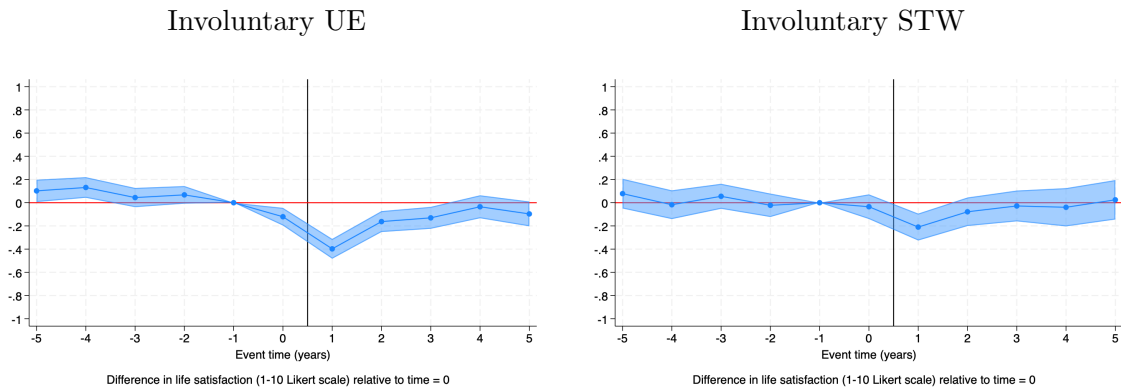 Involuntary UE
1
.8
.6
.4
.2
0
-.2
-.4
-.6
-.8
-1
-5 -4 -3 -2 -1 0 1 2 3 4 5
Event time (years)
Difference in life satisfaction (1-10 Likert scale) relative to time = 0
Involuntary STW
1
.8
.6
.4
.2
0
-.2
-.4
-.6
-.8
-1
-5 -4 -3 -2 -1 0 1 2 3 4 5
Event time (years)
Difference in life satisfaction (1-10 Likert scale) relative to time = 0